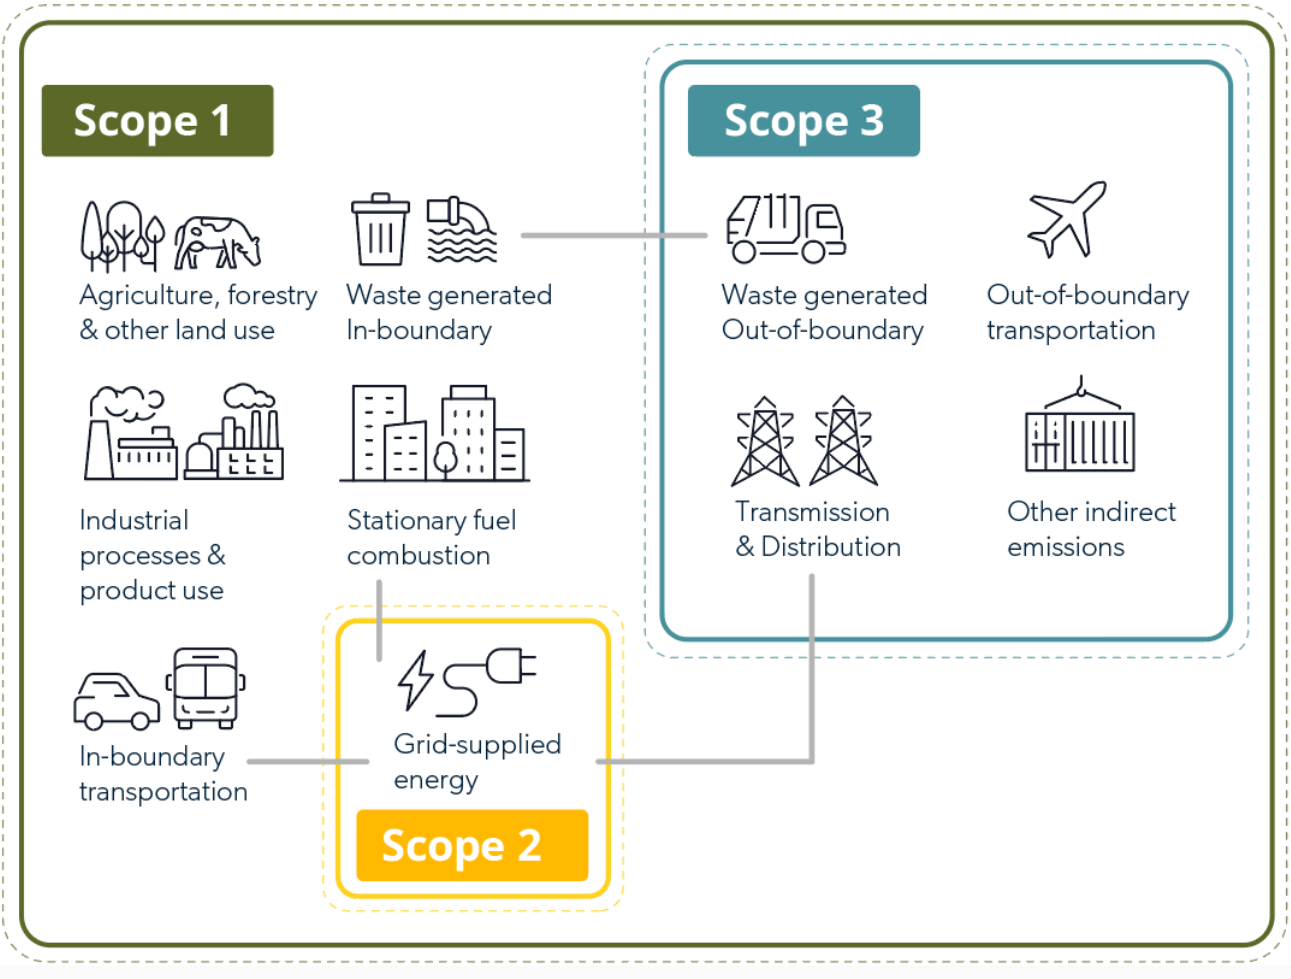 Scope 1
Scope 3
Agriculture, forestry
& other land use
Waste generated
In-boundary
Waste generated
Out-of-boundary
Out-of-boundary
transportation
Industrial
processes &
product use
Stationary fuel
combustion
Transmission
& Distribution
Other indirect
emissions
In-boundary
transportation
Grid-supplied
energy
Scope 2